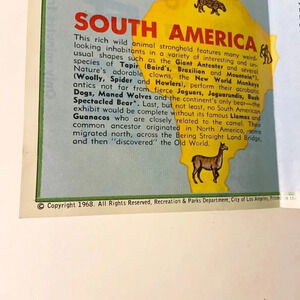 SOUTH AMERICA
This rich wild animal stronghold features many weird-
looking inhabitants in a variety of interesting and un-
usual shapes such as the Giant Anteater and several
species of Tapir (Baird's, Brazilian and Mountain*).
Nature's adorable clowns, the New World Monkeys
(Woolly, Spider and Howlers), perform their acrobatic
antics not far from fierce Jaguars, Jaguarundis, Bush
Dogs, Maned Wolves and the continent's only bear—the
Spectacled Bear*. Last, but not least, no South American
exhibit would be complete without its famous Llamas and
Guanacos who are closely related to the camel. Their
common ancestor originated in North America, some
migrated north, across the Bering Straight Land Bridge,
and then "discovered" the Old World.
© Copyright 1968. All Rights Reserved, Recreation & Parks Department, City of Los Angeles,